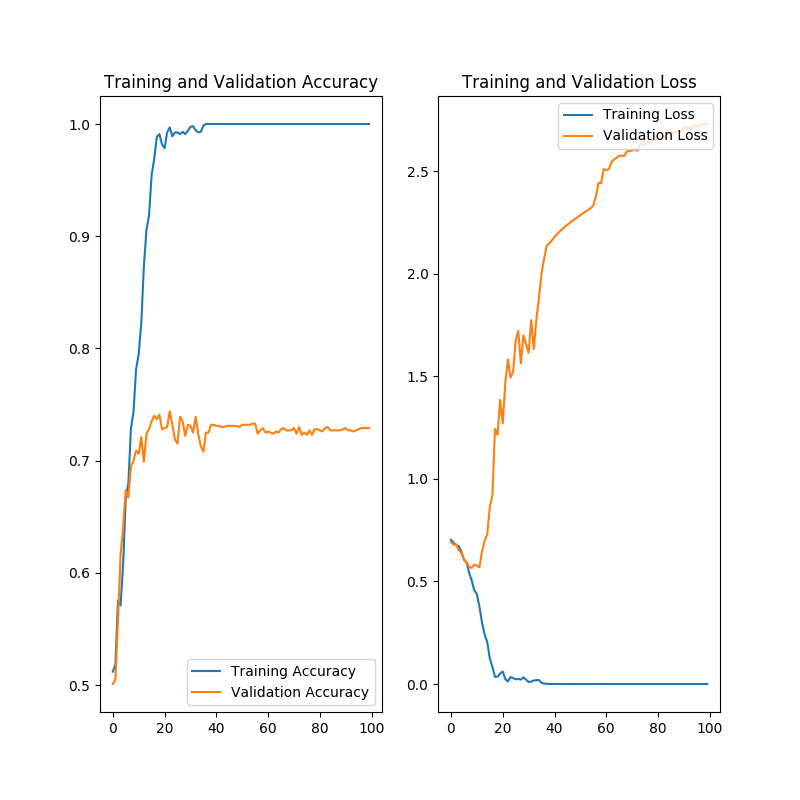 Training and Validation Accuracy
1.0
0.9
0.8
0.7
0.6
0.5
0 20 40 60 80 100
Training Accuracy
Validation Accuracy
Training and Validation Loss
2.5
2.0
1.5
1.0
0.5
0.0
0 20 40 60 80 100
Training Loss
Validation Loss